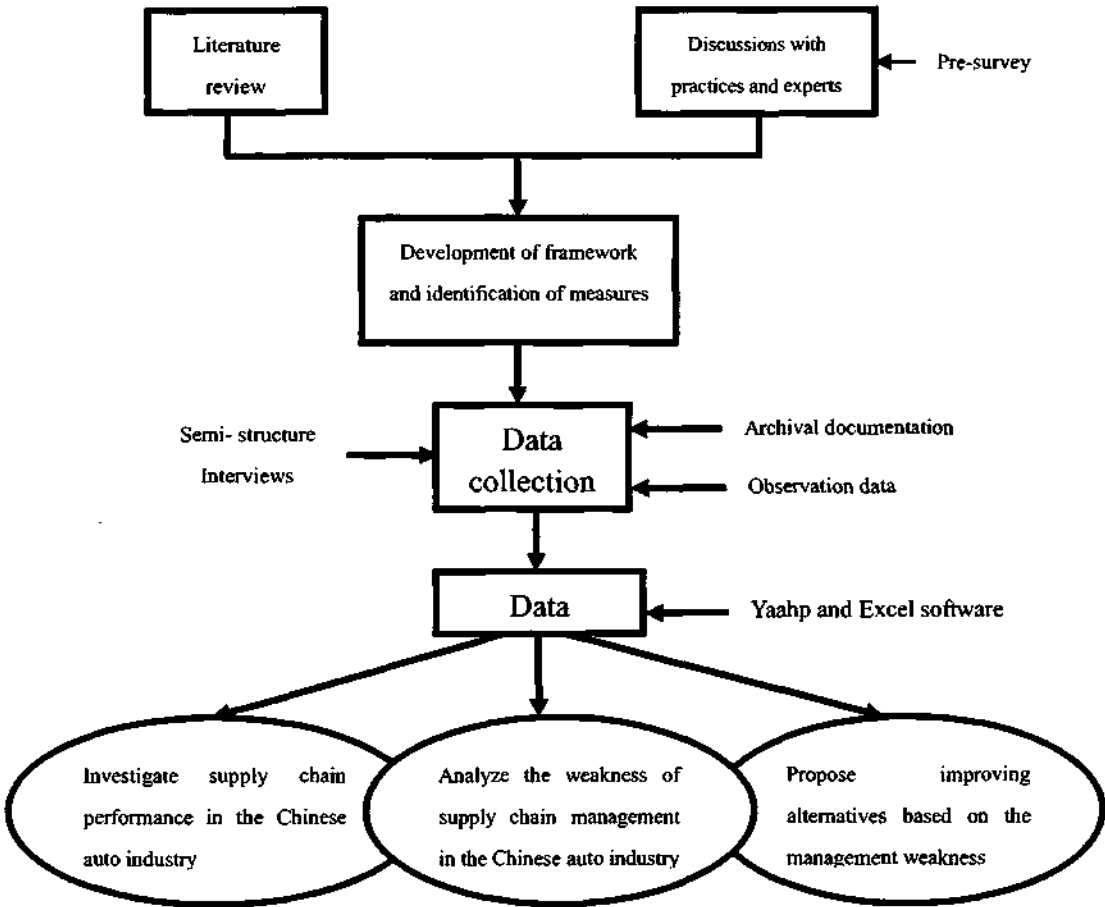 Literature
review
Discussions with
practices and experts
Pre-survey
Development of framework
and identification of measures
Semi- structure
Interviews
Data
collection
Archival documentation
Observation data
Data
Yaahp and Excel software
Investigate supply chain
performance in the Chinese
auto industry
Analyze the weakness of
supply chain management
in the Chinese auto industry
Propose improving
alternatives based on the
management weakness